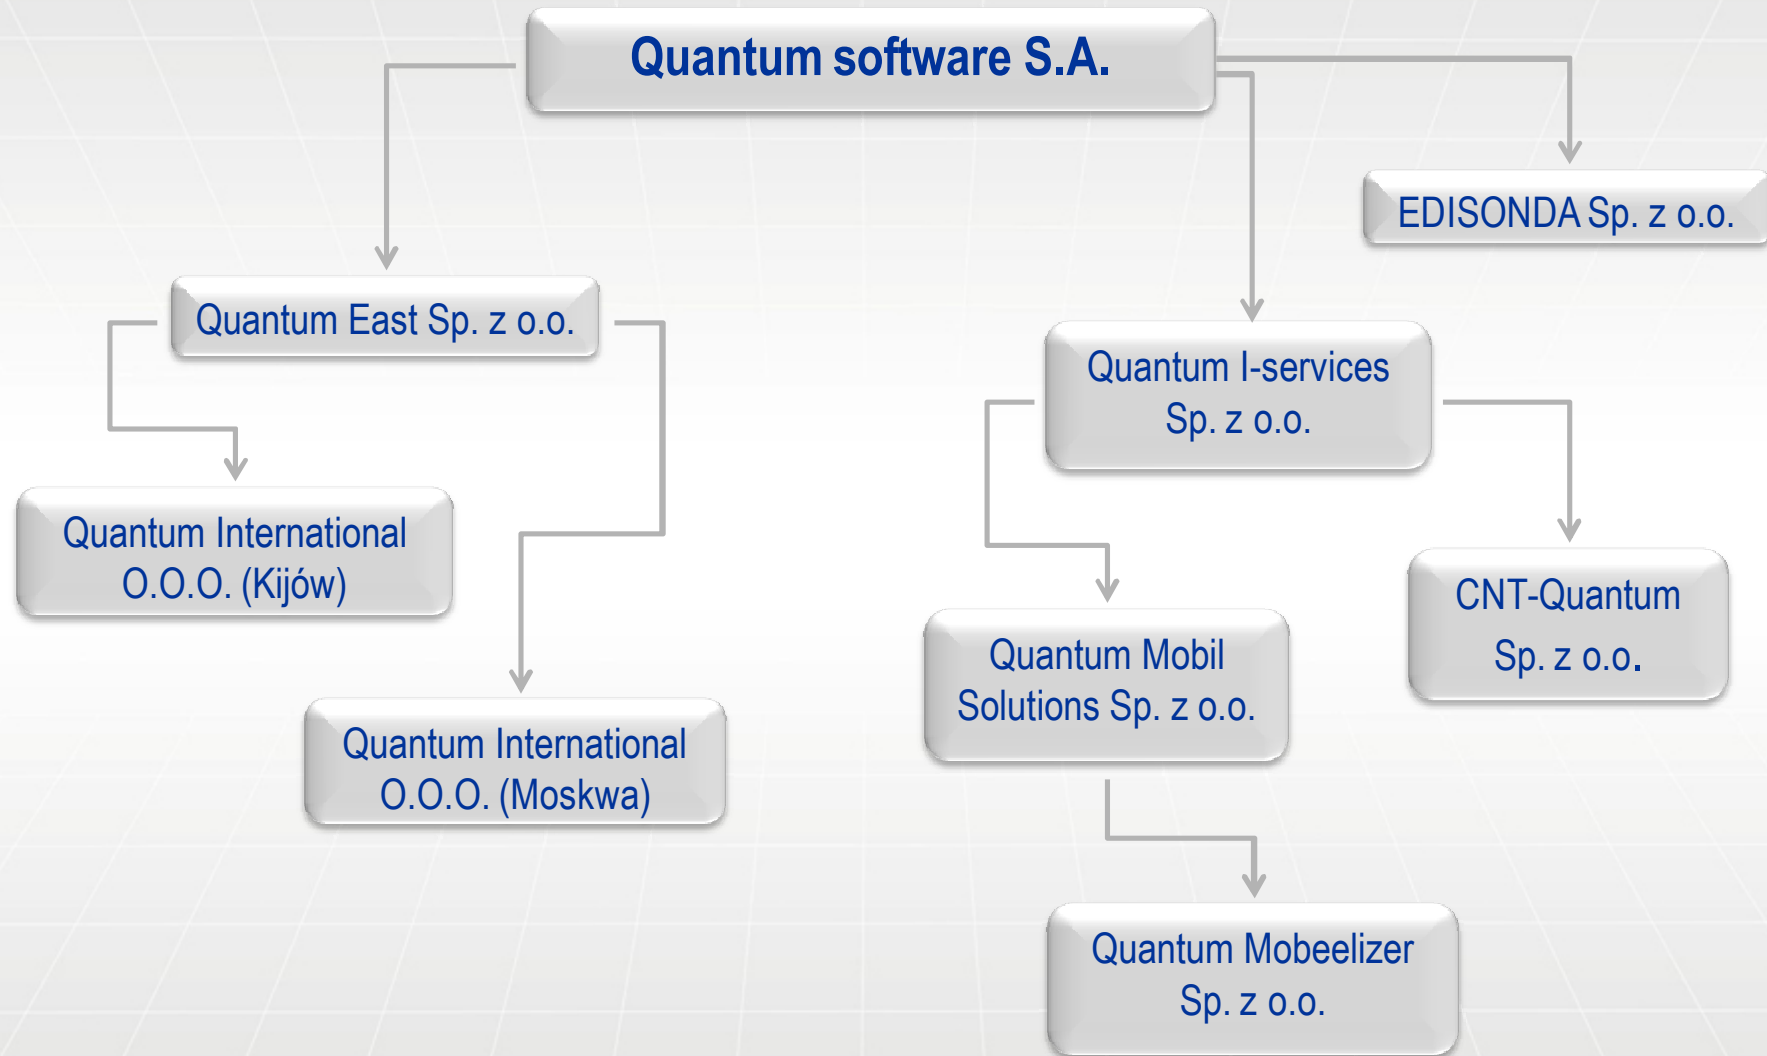 Quantum software S.A.
EDISONDA Sp. z o.o.
Quantum East Sp. z o.o.
Quantum I-services
Sp. z o.o.
Quantum International
O.O.O. (Kijów)
CNT-Quantum
Sp. z o.o.
Quantum Mobil
Solutions Sp. z o.o.
Quantum International
O.O.O. (Moskwa)
Quantum Mobeelizer
Sp. z o.o.